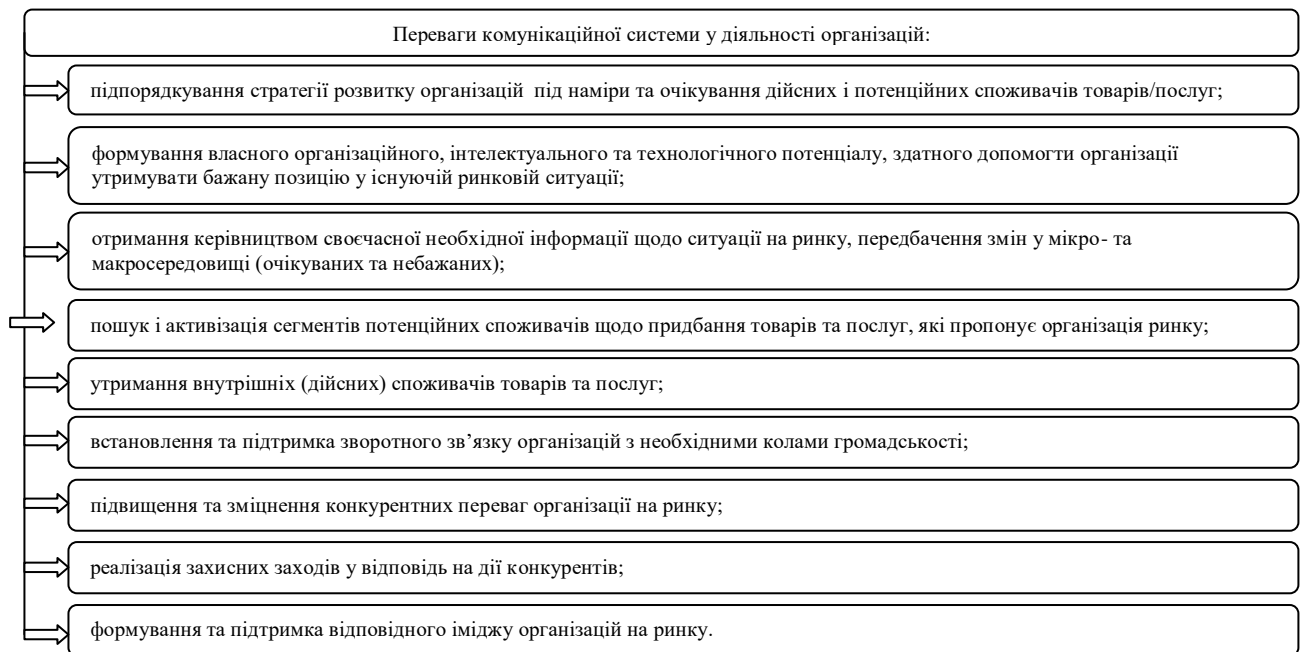 Переваги комунікаційної системи у діяльності організацій:
підпорядкування стратегії розвитку організацій під наміри та очікування дійсних і потенційних споживачів товарів/послуг;
формування власного організаційного, інтелектуального та технологічного потенціалу, здатного допомогти організації
утримувати бажану позицію у існуючій ринковій ситуації;
отримання керівництвом своєчасної необхідної інформації щодо ситуації на ринку, передбачення змін у мікро- та
макросередовищі (очікуваних та небажаних);
пошук і активізація сегментів потенційних споживачів щодо придбання товарів та послуг, які пропонує організація ринку;
утримання внутрішніх (дійсних) споживачів товарів та послуг;
встановлення та підтримка зворотного зв’язку організацій з необхідними колами громадськості;
підвищення та зміцнення конкурентних переваг організації на ринку;
реалізація захисних заходів у відповідь на дії конкурентів;
формування та підтримка відповідного іміджу організацій на ринку.